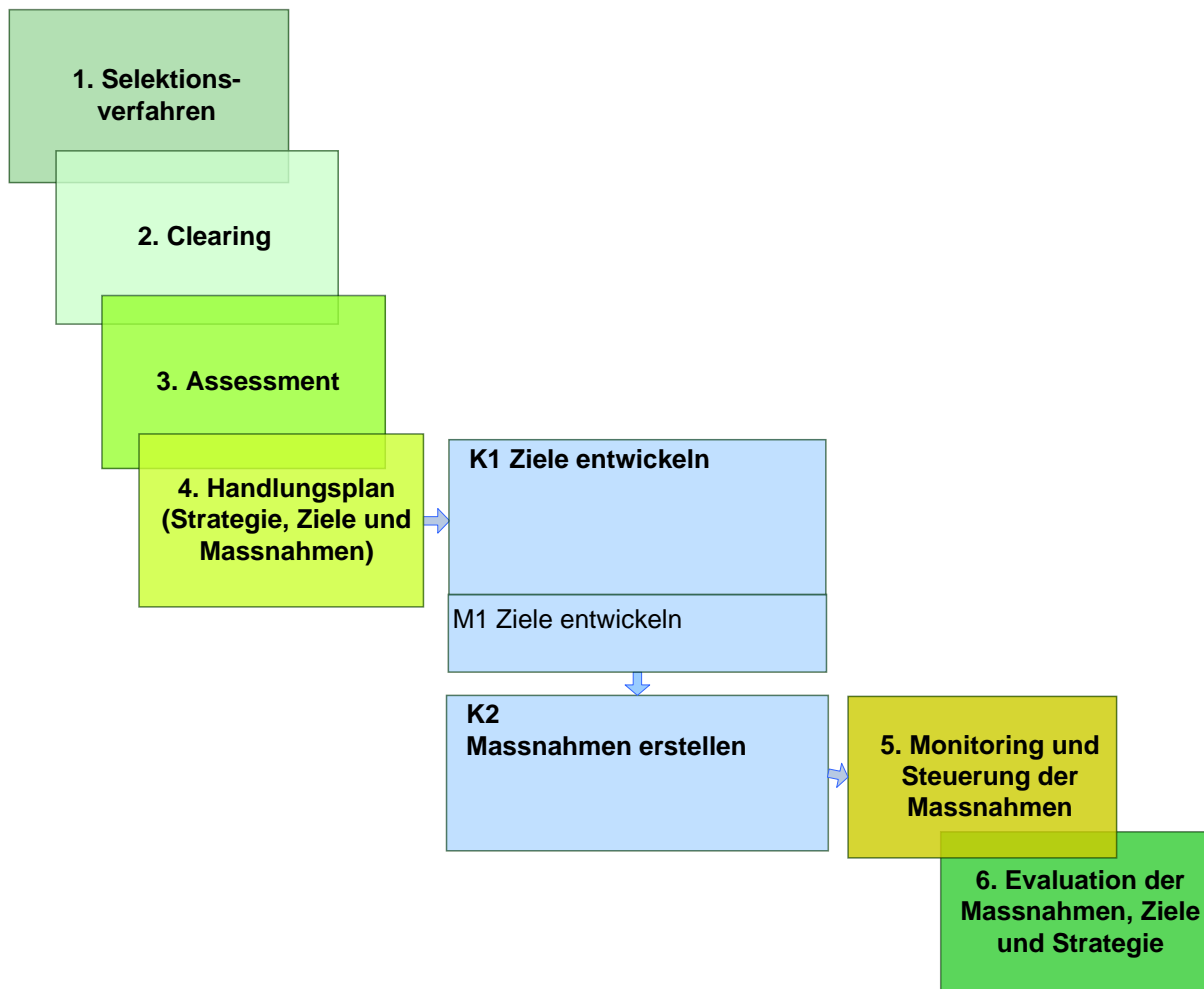 1. Selektions-
verfahren
2. Clearing
3. Assessment
4. Handlungsplan
(Strategie, Ziele und
Massnahmen)
K1 Ziele entwickeln
M1 Ziele entwickeln
K2
Massnahmen erstellen
5. Monitoring und
Steuerung der
Massnahmen
6. Evaluation der
Massnahmen, Ziele
und Strategie